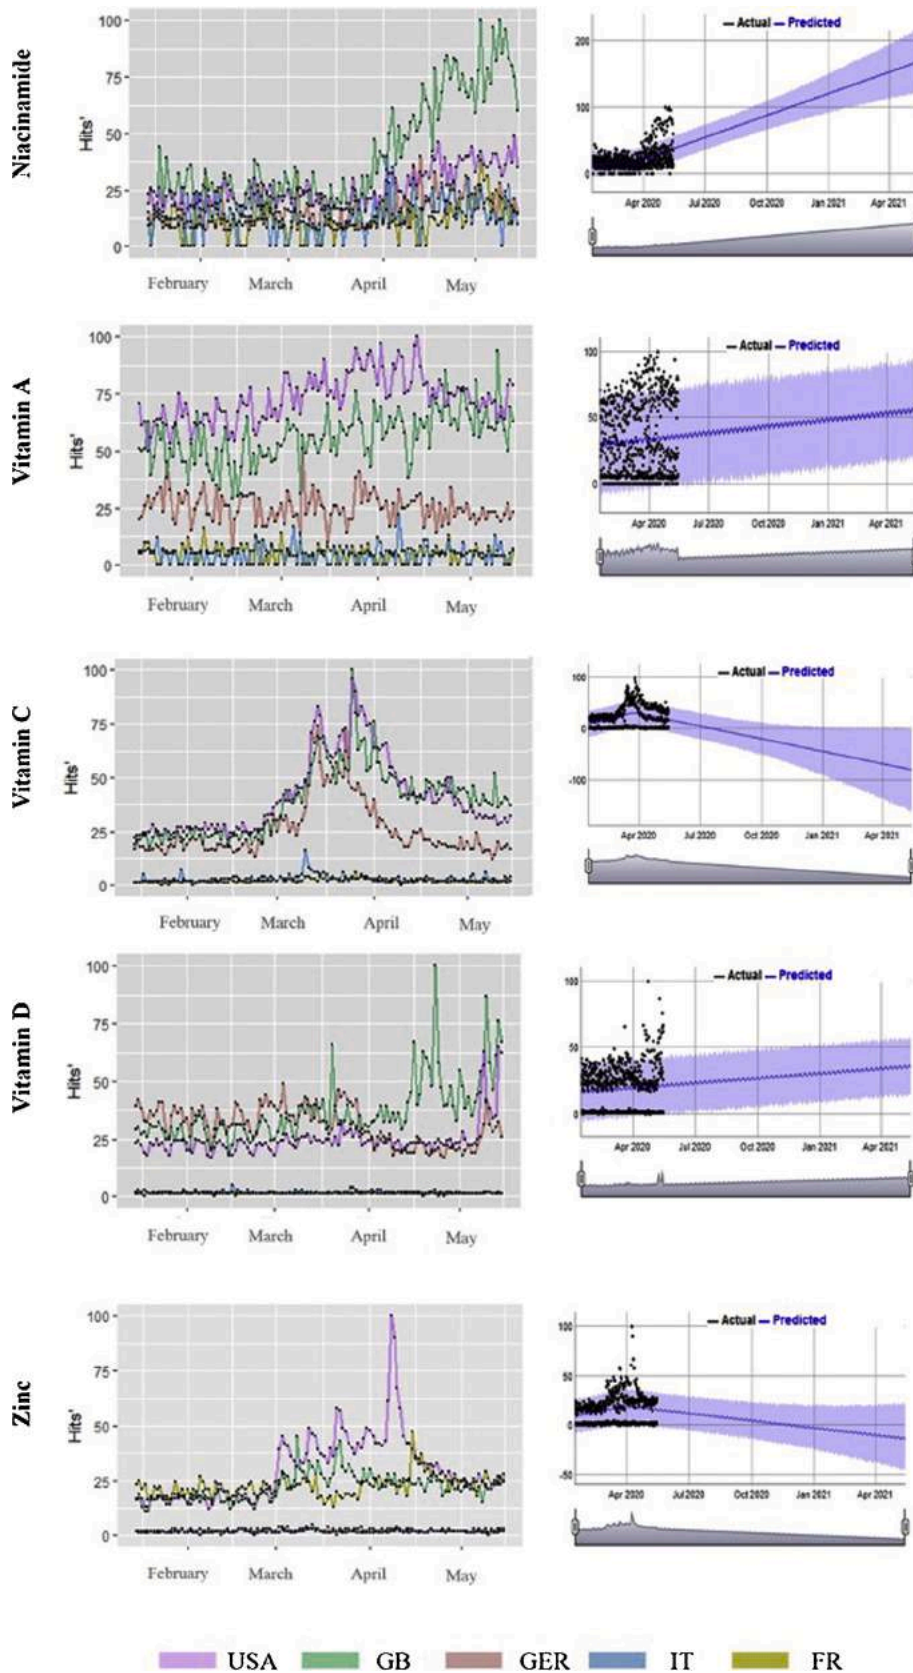 Niacinamide
Hits'
100
75
50
25
0
February March April May
Actual Predicted
200
100
0
Apr 2020 Jul 2020 Oct 2020 Jan 2021 Apr 2021
Vitamin A
Hits'
100
75
50
25
0
February March April May
Actual Predicted
100
50
0
Apr 2020 Jul 2020 Oct 2020 Jan 2021 Apr 2021
Vitamin C
Hits'
100
75
50
25
0
February March April May
Actual Predicted
100
0
-100
Apr 2020 Jul 2020 Oct 2020 Jan 2021 Apr 2021
Vitamin D
Hits'
100
75
50
25
0
February March April May
Actual Predicted
100
50
0
Apr 2020 Jul 2020 Oct 2020 Jan 2021 Apr 2021
Zinc
Hits'
100
75
50
25
0
February March April May
Actual Predicted
100
50
0
-50
Apr 2020 Jul 2020 Oct 2020 Jan 2021 Apr 2021
USA GB GER IT FR